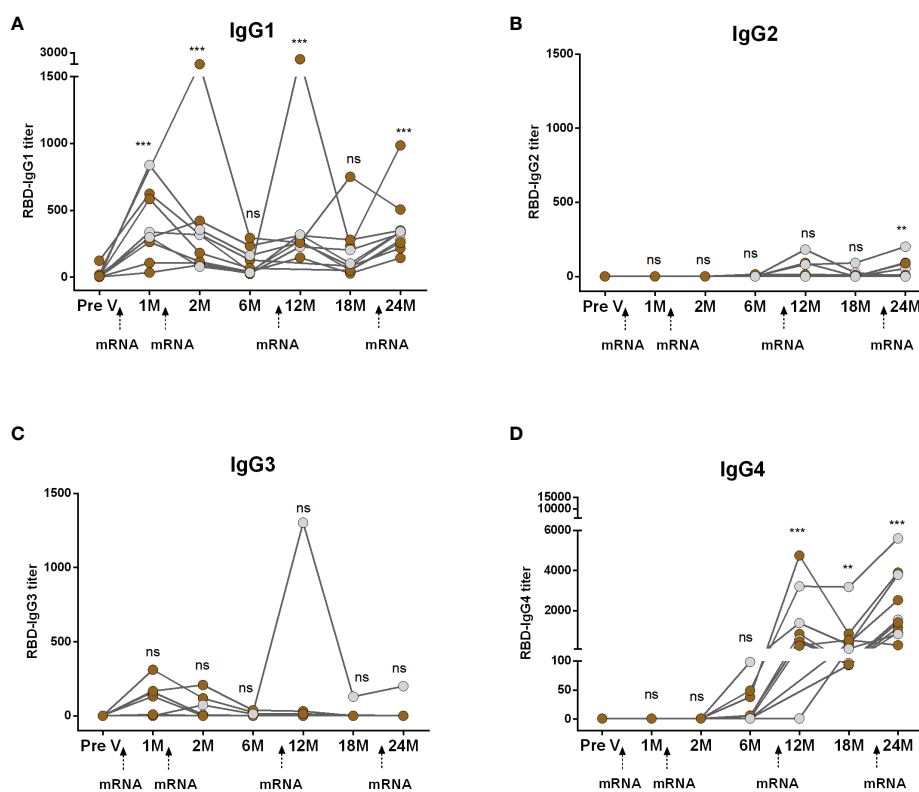 A
IgG1
RBD-IgG1 titer
3000
1500
1000
500
0
***
***
ns
***
ns
***
Pre V 1M 2M 6M 12M 18M 24M
mRNA mRNA mRNA mRNA
B
IgG2
RBD-IgG2 titer
1500
1000
500
0
ns ns ns ns ns **
Pre V 1M 2M 6M 12M 18M 24M
mRNA mRNA mRNA mRNA
C
IgG3
RBD-IgG3 titer
1500
1000
500
0
ns ns ns ns ns ns
Pre V 1M 2M 6M 12M 18M 24M
mRNA mRNA mRNA mRNA
D
IgG4
RBD-IgG4 titer
15000
10000
6000
4000
2000
100
50
0
ns ns ns *** ** ***
Pre V 1M 2M 6M 12M 18M 24M
mRNA mRNA mRNA mRNA